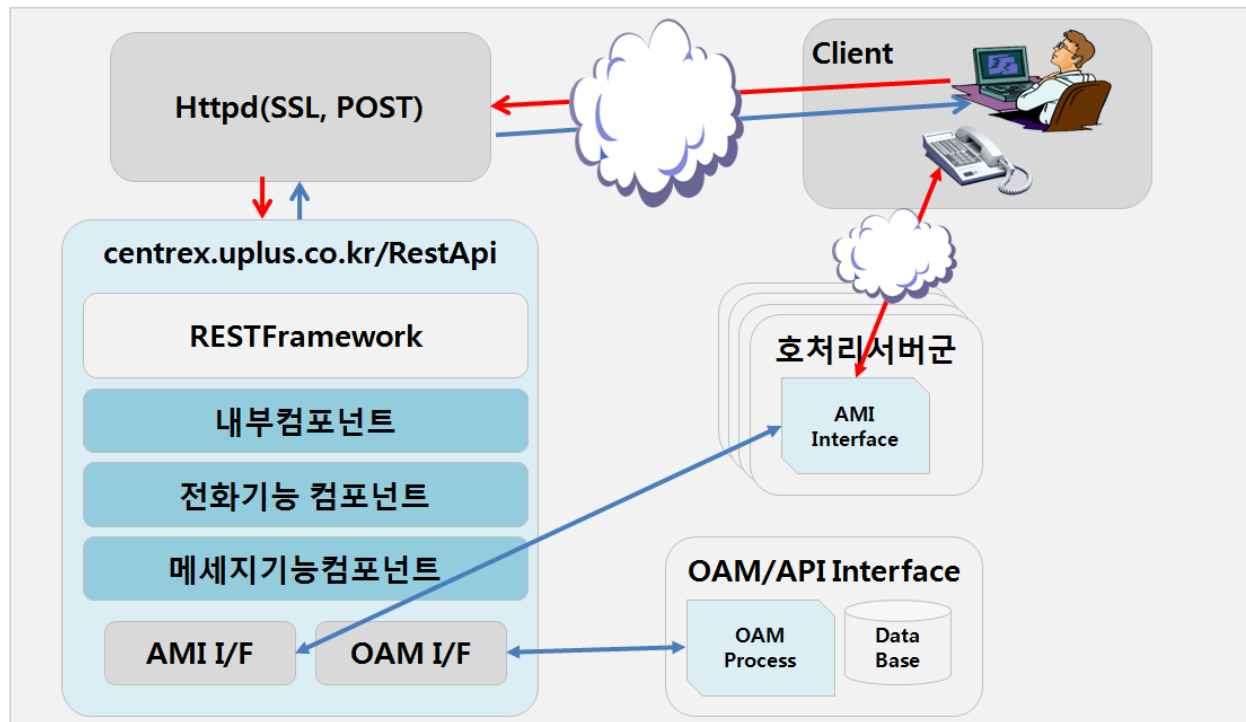 Client
Httpd(SSL, POST)
centrex.uplus.co.kr/RestApi
RESTFramework
내부컴포넌트
전화기능 컴포넌트
메세지기능컴포넌트
AMI I/F
OAM I/F
호처리서버군
AMI
Interface
OAM/API Interface
OAM
Process
Data
Base